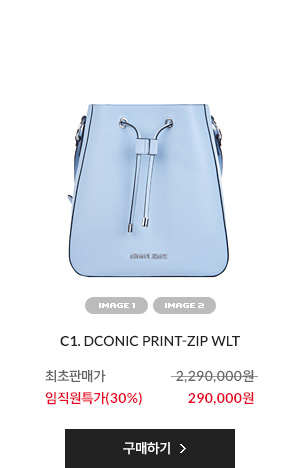 IMAGE 1 IMAGE 2
C1. DCONIC PRINT-ZIP WLT
최초판매가 2,290,000원
임직원특가(30%) 290,000원
구매하기 >